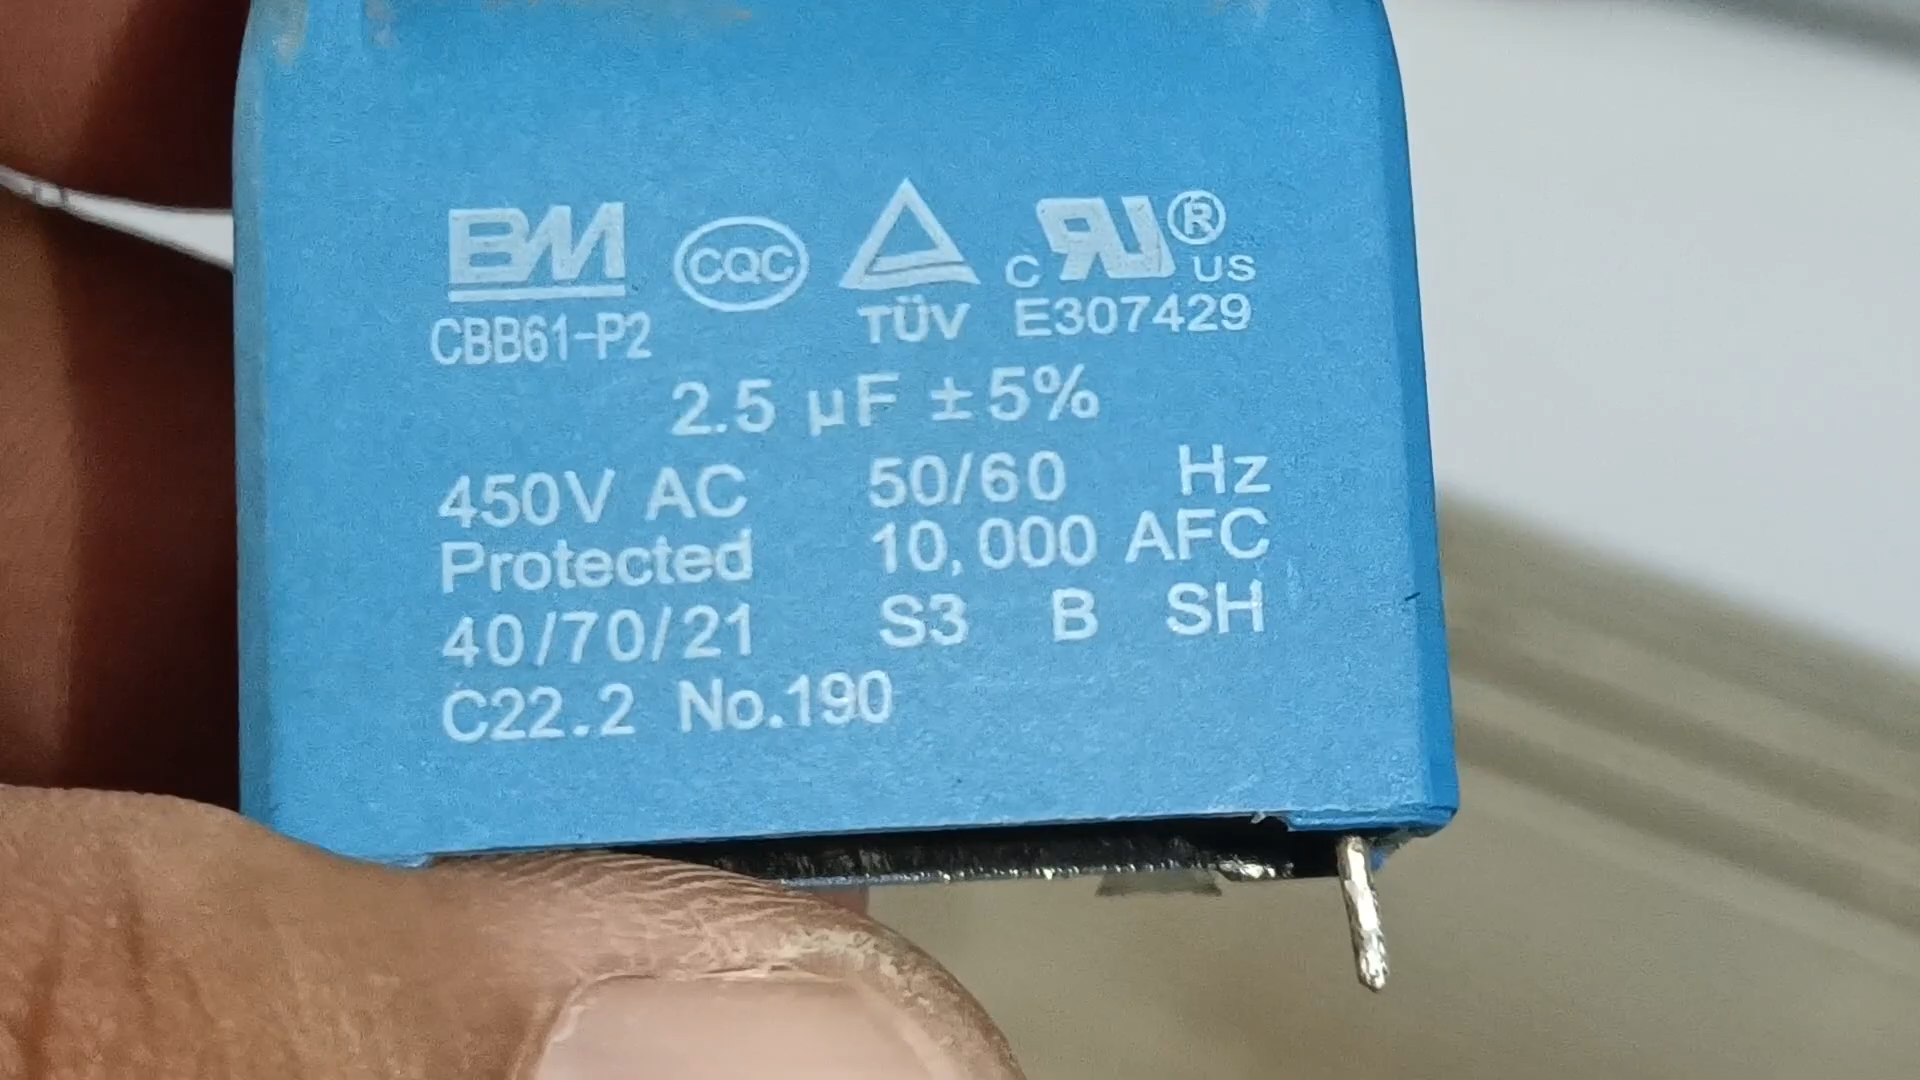 BM CQC c RU ® US
CBB61-P2 TÜV E307429
2.5 µF ±5%
450V AC 50/60 Hz
Protected 10,000 AFC
40/70/21 S3 B SH
C22.2 No.190